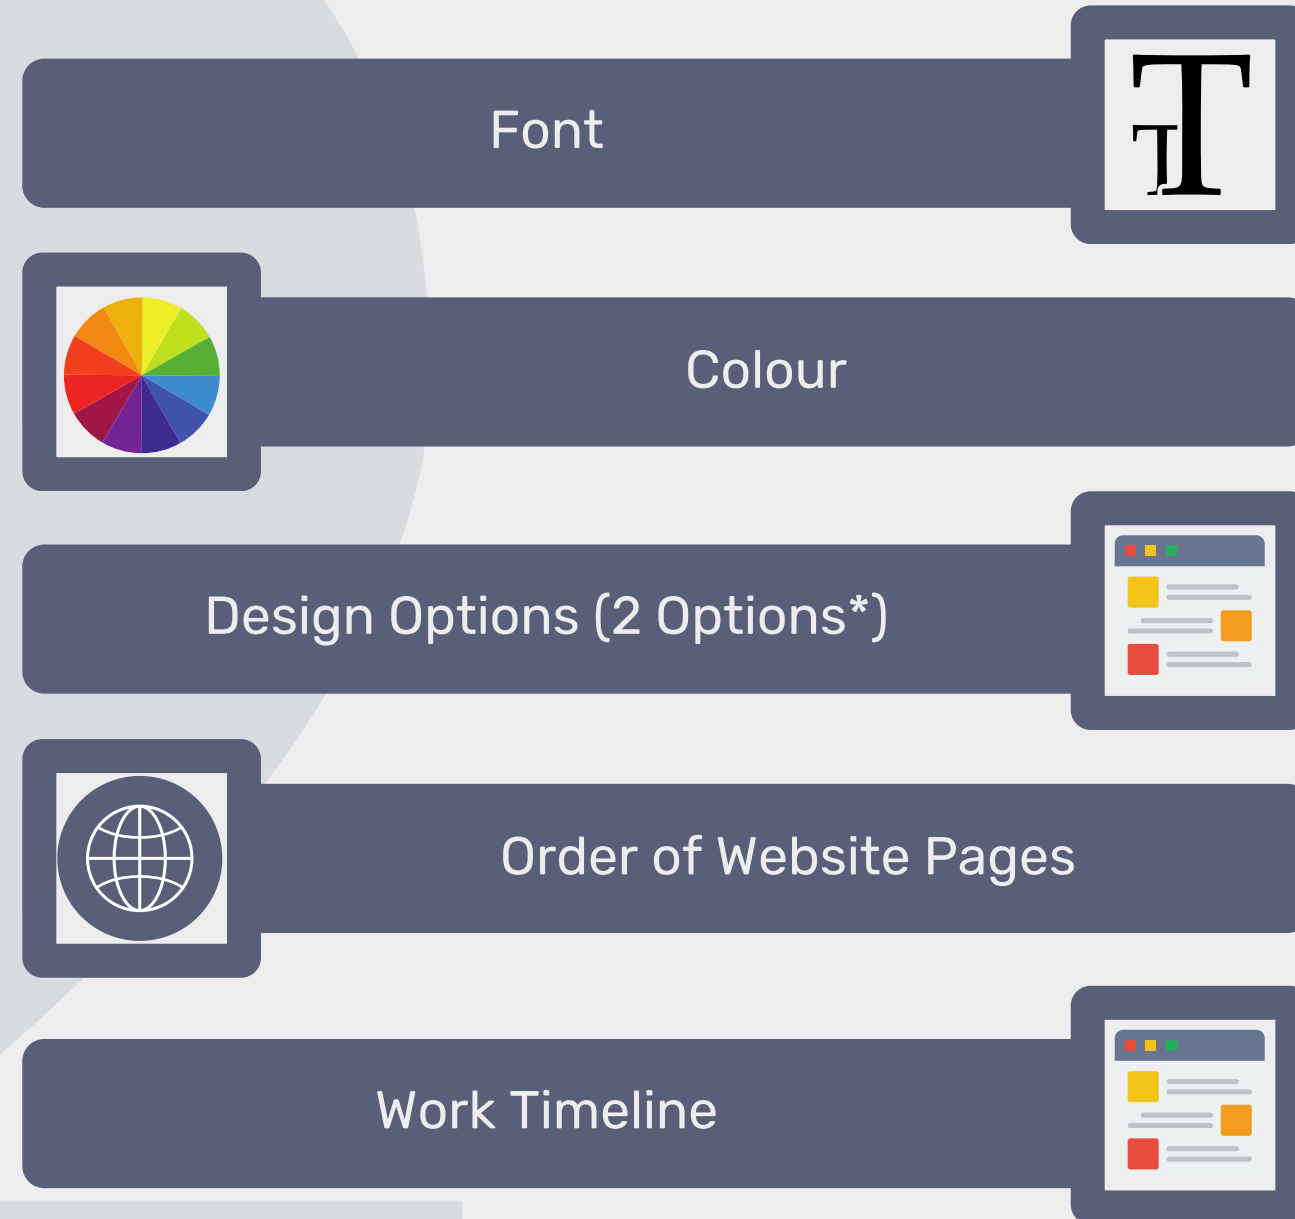 Font
Colour
Design Options (2 Options*)
Order of Website Pages
Work Timeline